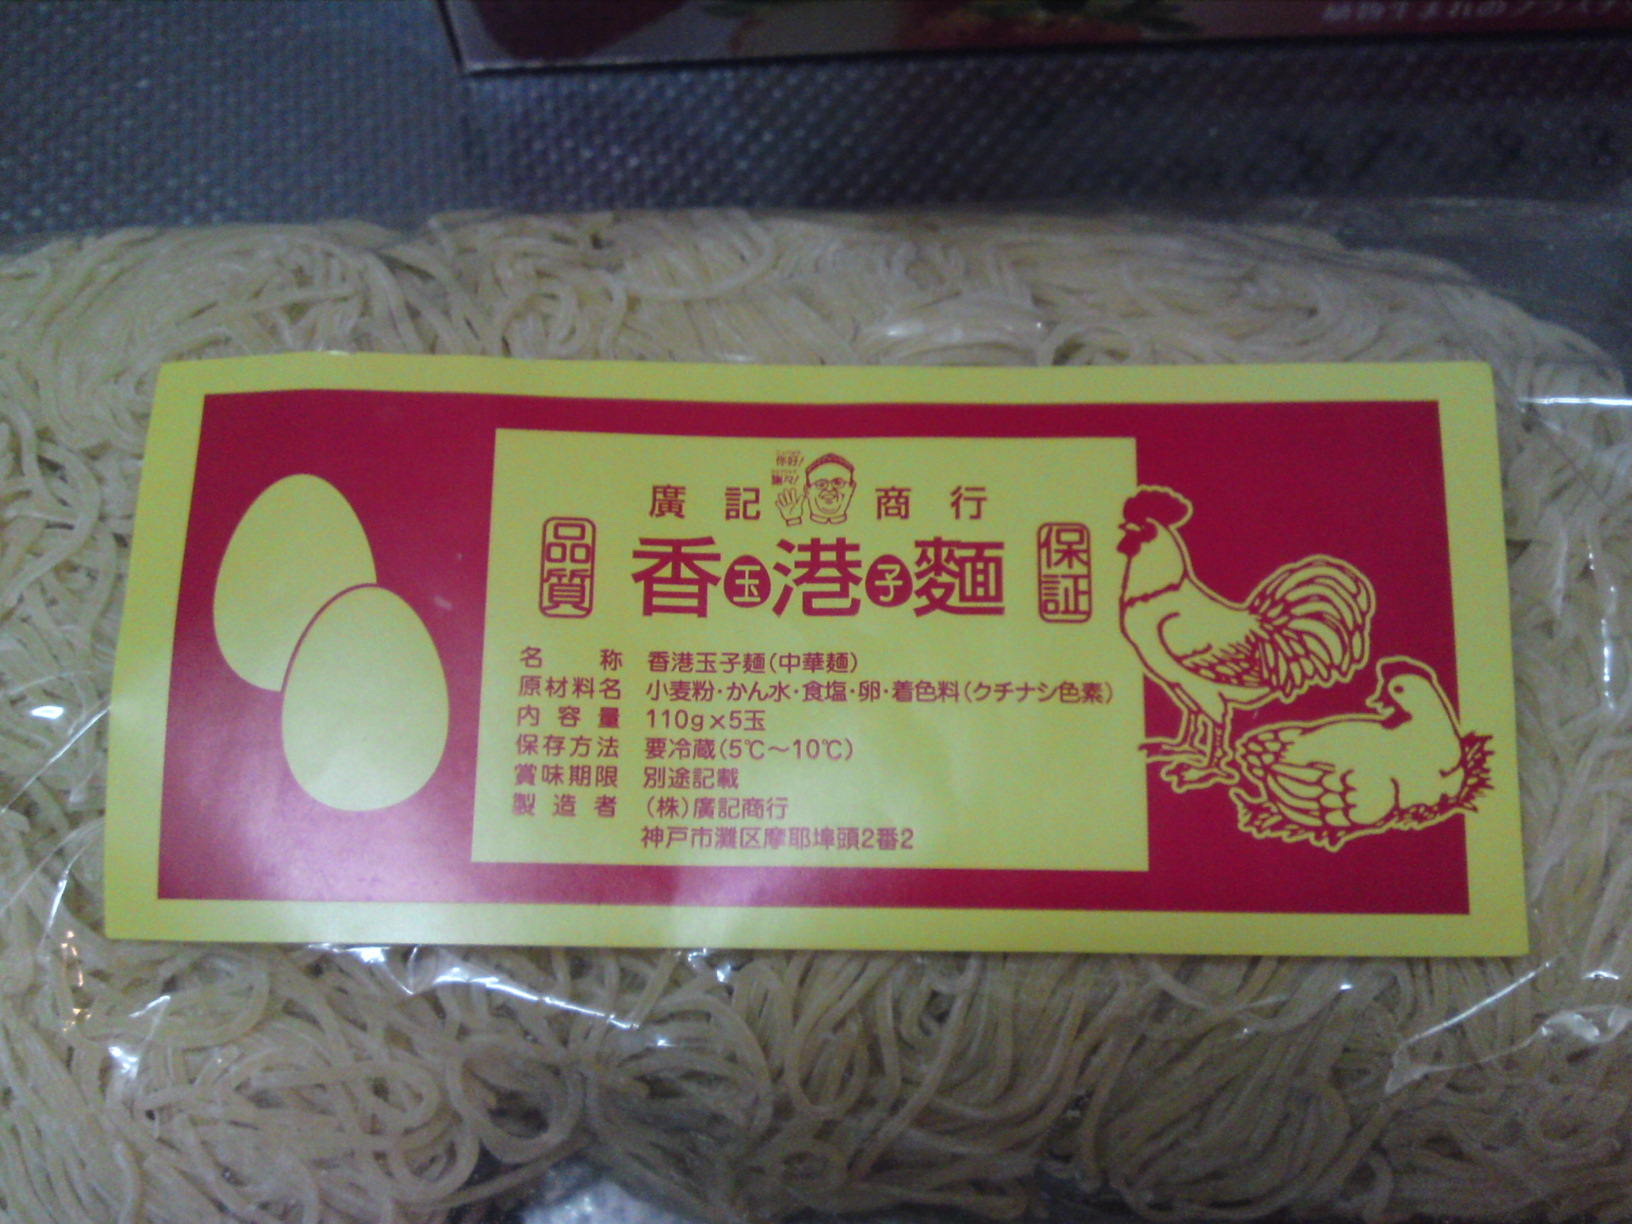 你好!
廣記商行
品質
香玉港子麵
保証
名称 香港玉子麺(中華麺)
原材料名 小麦粉・かん水・食塩・卵・着色料(クチナシ色素)
内容量 110g×5玉
保存方法 要冷蔵(5℃～10℃)
賞味期限 別途記載
製造者 (株)廣記商行
神戸市灘区摩耶埠頭2番2